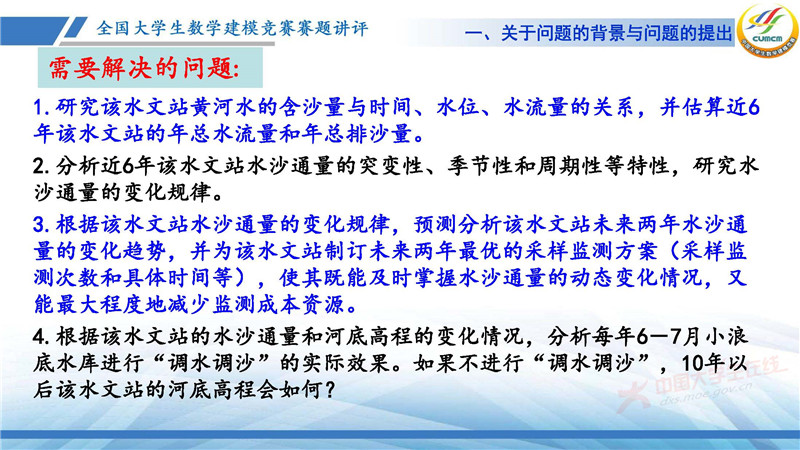 全国大学生数学建模竞赛赛题讲评
一、关于问题的背景与问题的提出
CUMCM
需要解决的问题:
1.研究该水文站黄河水的含沙量与时间、水位、水流量的关系，并估算近6
年该水文站的年总水流量和年总排沙量。
2.分析近6年该水文站水沙通量的突变性、季节性和周期性等特性，研究水
沙通量的变化规律。
3.根据该水文站水沙通量的变化规律，预测分析该水文站未来两年水沙通
量的变化趋势，并为该水文站制订未来两年最优的采样监测方案（采样监
测次数和具体时间等），使其既能及时掌握水沙通量的动态变化情况，又
能最大程度地减少监测成本资源。
4.根据该水文站的水沙通量和河底高程的变化情况，分析每年6－7月小浪
底水库进行“调水调沙”的实际效果。如果不进行“调水调沙”，10年以
后该水文站的河底高程会如何？
中国大学生在线
dxs.moe.gov.cn